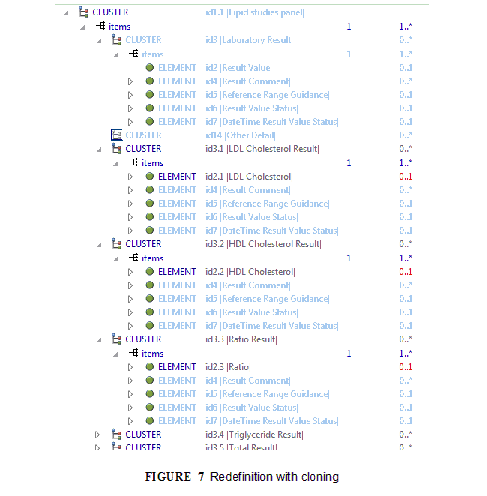 CLUSTER id1.1 |Lipid studies panel|
items 1 1..*
CLUSTER id3 |Laboratory Result 0..*
items 1 1..*
ELEMENT id2 |Result Value 0..1
ELEMENT id4 |Result Comment| 0..*
ELEMENT id5 |Reference Range Guidance| 0..1
ELEMENT id6 |Result Value Status| 0..1
ELEMENT id7 |DateTime Result Value Status| 0..1
CLUSTER id14 |Other Detail| 0..*
CLUSTER id3.1 |LDL Cholesterol Result| 0..*
items 1 1..*
ELEMENT id2.1 |LDL Cholesterol 0..1
ELEMENT id4 |Result Comment| 0..*
ELEMENT id5 |Reference Range Guidance| 0..1
ELEMENT id6 |Result Value Status| 0..1
ELEMENT id7 |DateTime Result Value Status| 0..1
CLUSTER id3.2 |HDL Cholesterol Result| 0..*
items 1 1..*
ELEMENT id2.2 |HDL Cholesterol| 0..1
ELEMENT id4 |Result Comment| 0..*
ELEMENT id5 |Reference Range Guidance| 0..1
ELEMENT id6 |Result Value Status| 0..1
ELEMENT id7 |DateTime Result Value Status| 0..1
CLUSTER id3.3 |Ratio Result| 0..*
items 1 1..*
ELEMENT id2.3 |Ratio 0..1
ELEMENT id4 |Result Comment| 0..*
ELEMENT id5 |Reference Range Guidance| 0..1
ELEMENT id6 |Result Value Status| 0..1
ELEMENT id7 |DateTime Result Value Status| 0..1
CLUSTER id3.4 |Triglyceride Result| 0..*
CLUSTER id3.5 |Total Result| 0..*
FIGURE 7 Redefinition with cloning